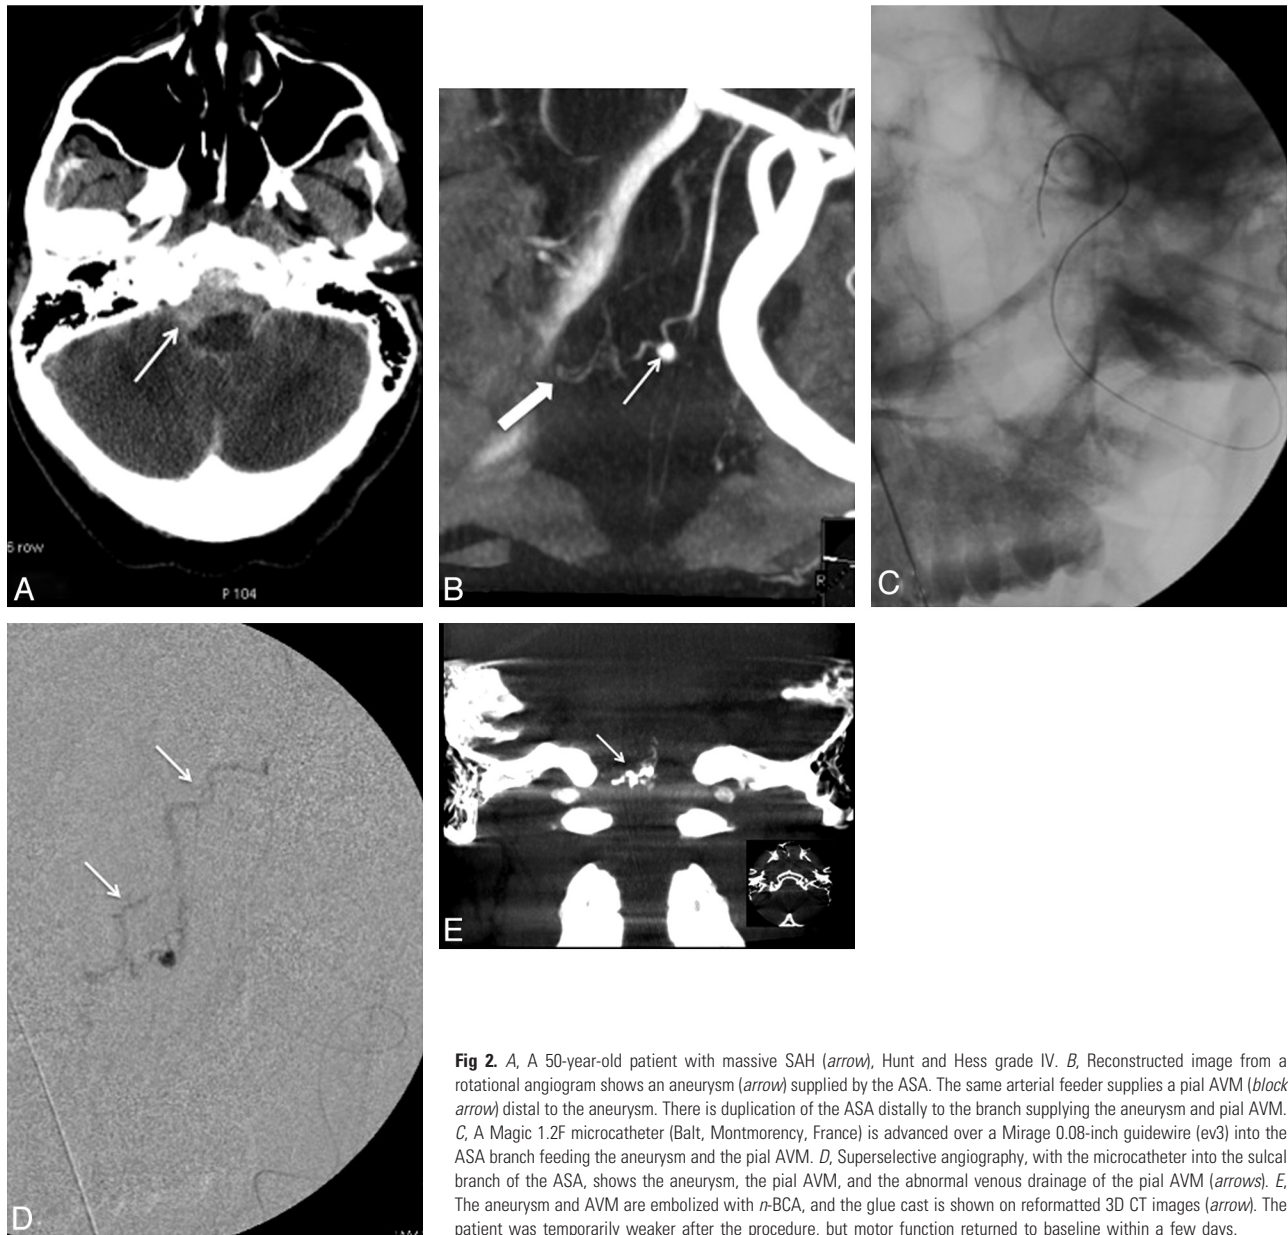 6 row
P 104
A
R
B
C
D
E
Fig 2. A, A 50-year-old patient with massive SAH (arrow), Hunt and Hess grade IV. B, Reconstructed image from a
rotational angiogram shows an aneurysm (arrow) supplied by the ASA. The same arterial feeder supplies a pial AVM (block
arrow) distal to the aneurysm. There is duplication of the ASA distally to the branch supplying the aneurysm and pial AVM.
C, A Magic 1.2F microcatheter (Balt, Montmorency, France) is advanced over a Mirage 0.08-inch guidewire (ev3) into the
ASA branch feeding the aneurysm and the pial AVM. D, Superselective angiography, with the microcatheter into the sulcal
branch of the ASA, shows the aneurysm, the pial AVM, and the abnormal venous drainage of the pial AVM (arrows). E,
The aneurysm and AVM are embolized with n-BCA, and the glue cast is shown on reformatted 3D CT images (arrow). The
patient was temporarily weaker after the procedure, but motor function returned to baseline within a few days.